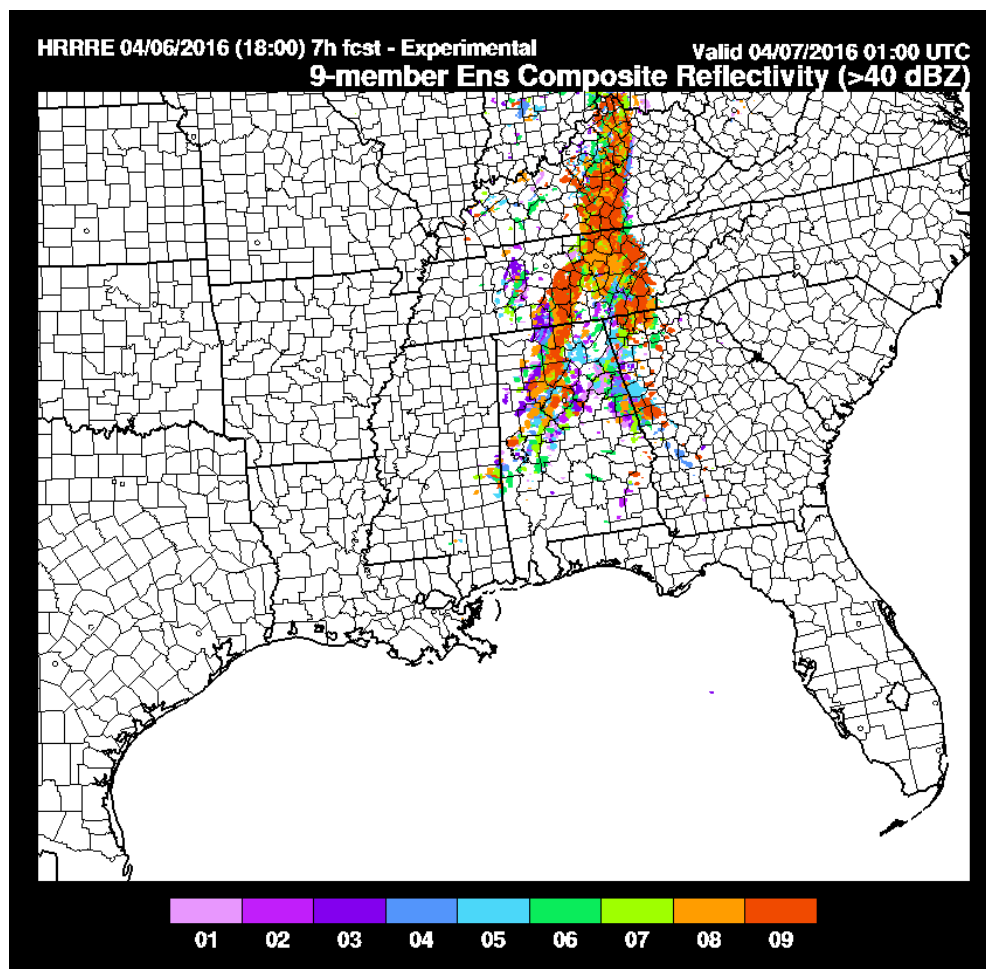 HRRRE 04/06/2016 (18:00) 7h fcst - Experimental
Valid 04/07/2016 01:00 UTC
9-member Ens Composite Reflectivity (>40 dBZ)
01 02 03 04 05 06 07 08 09